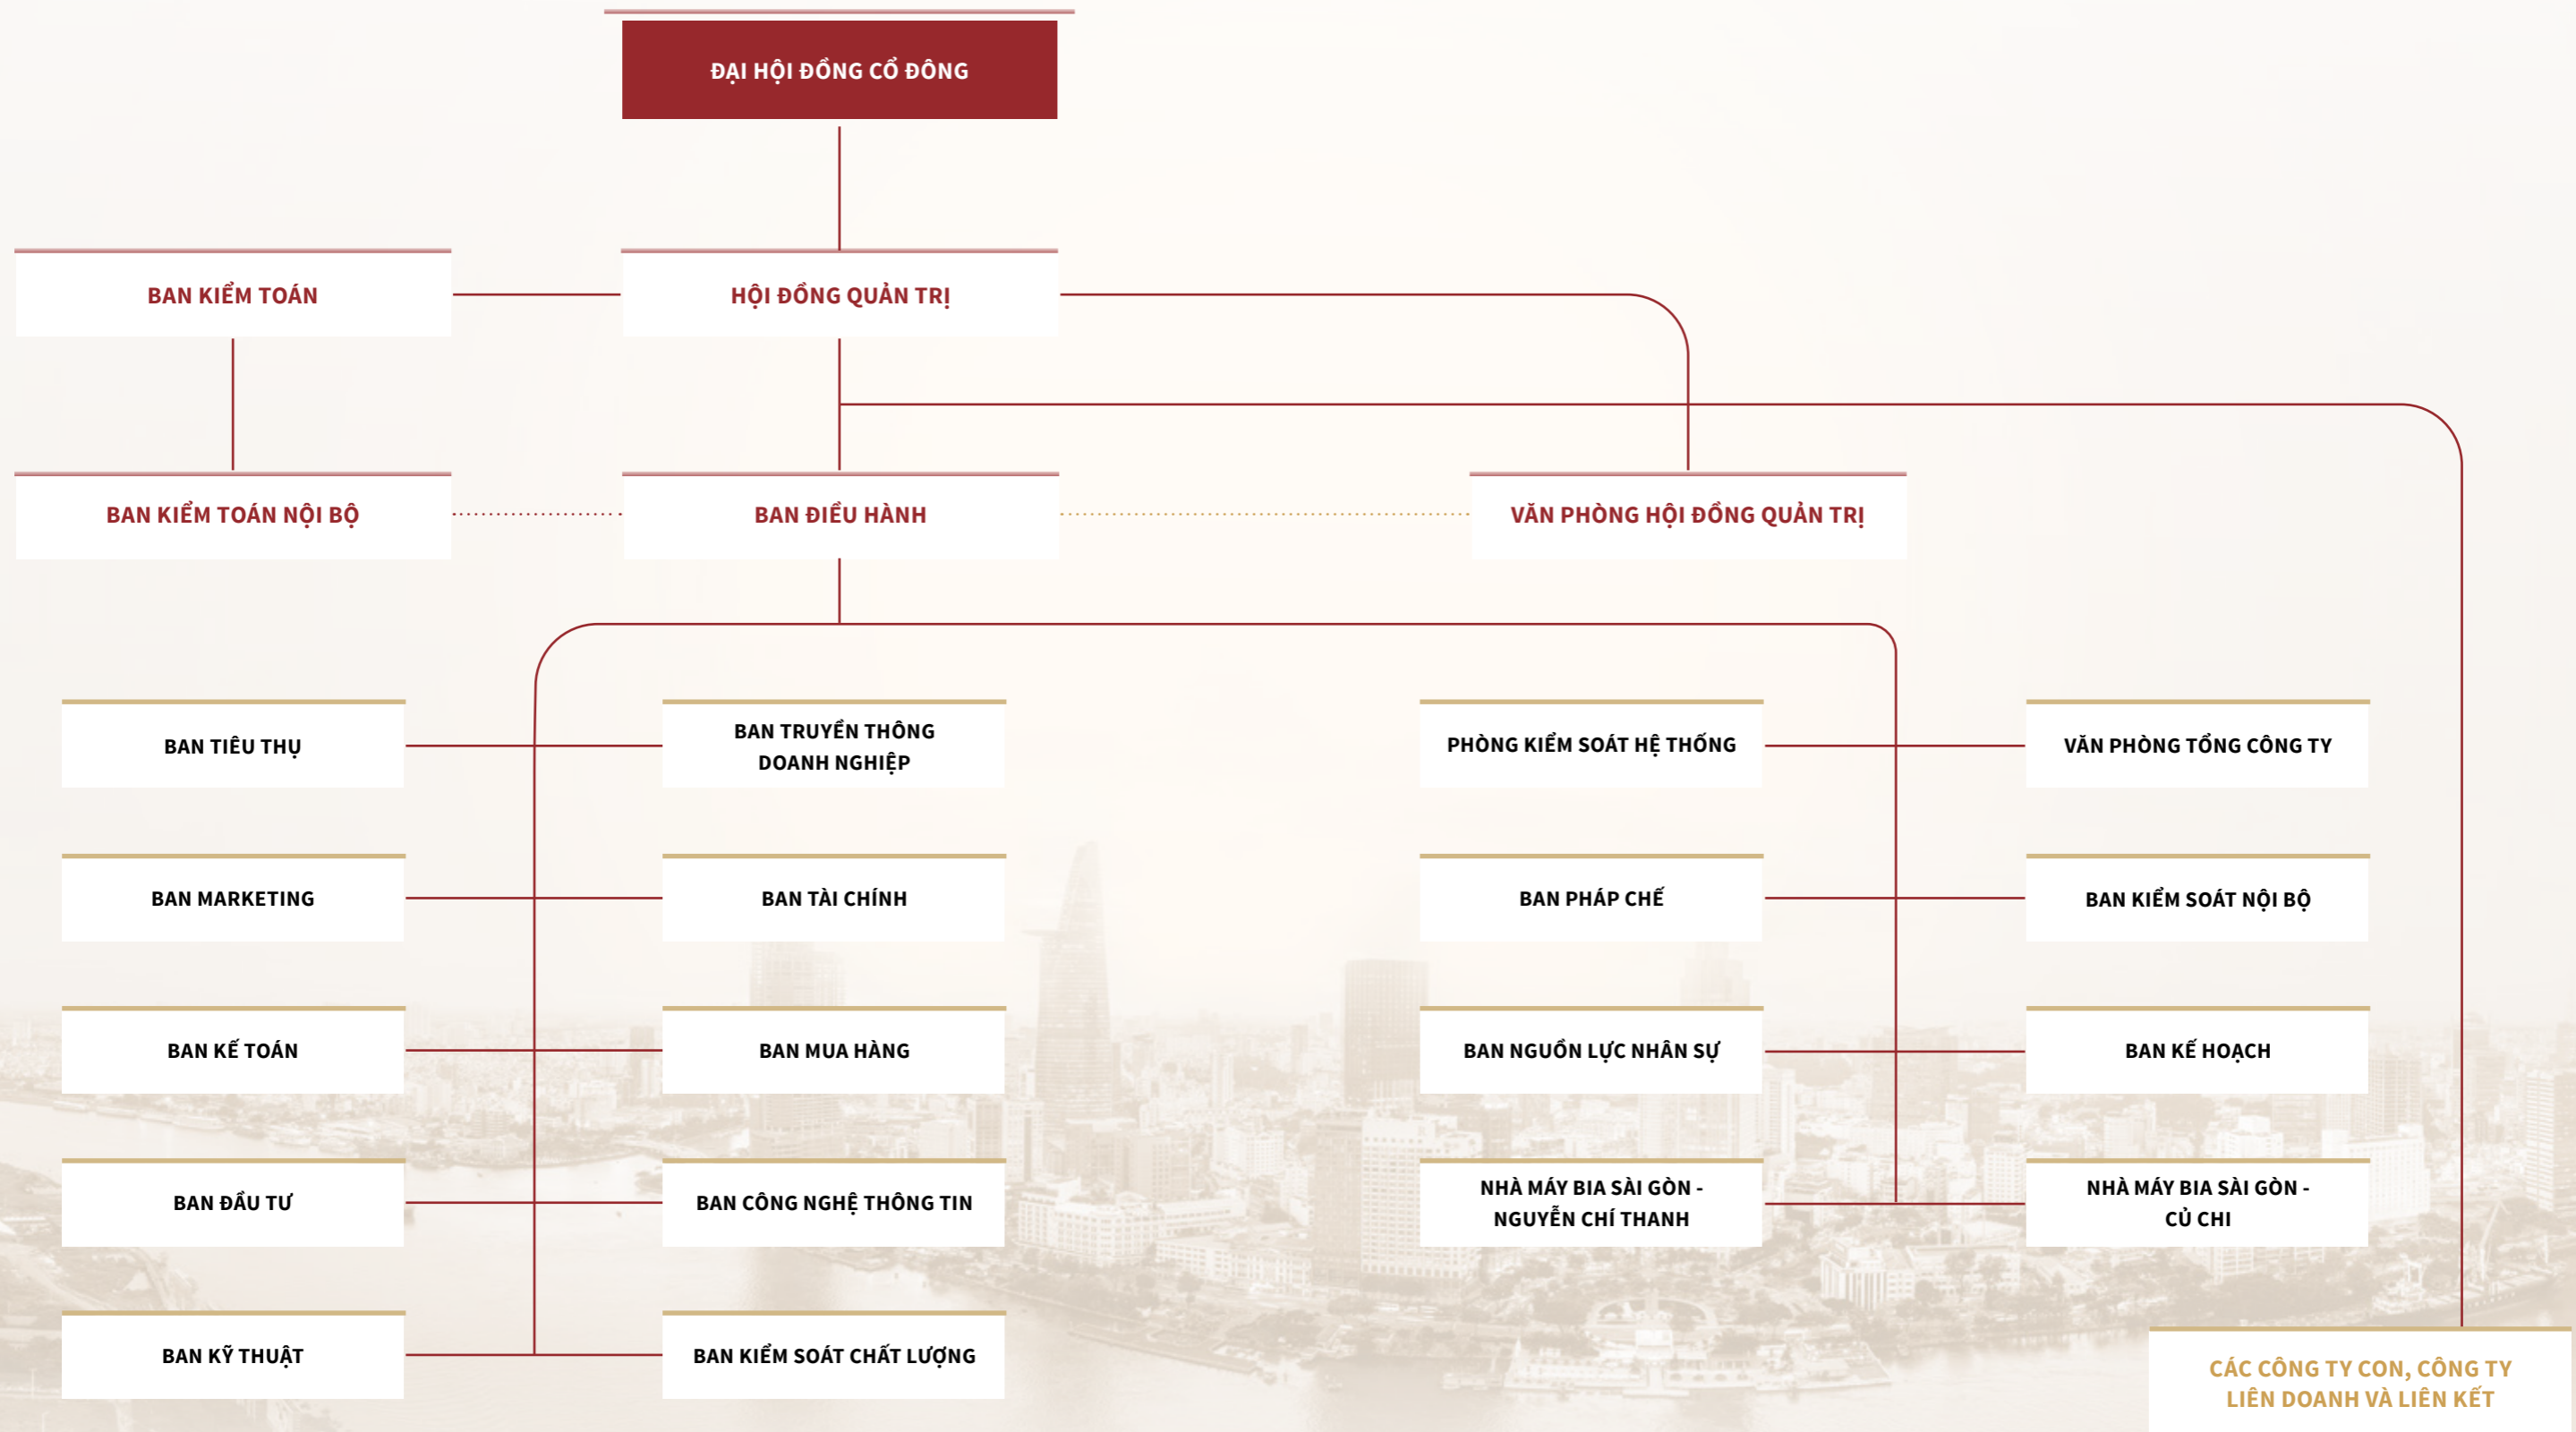 ĐẠI HỘI ĐỒNG CỔ ĐÔNG
BAN KIỂM TOÁN
HỘI ĐỒNG QUẢN TRỊ
BAN KIỂM TOÁN NỘI BỘ
BAN ĐIỀU HÀNH
VĂN PHÒNG HỘI ĐỒNG QUẢN TRỊ
BAN TIÊU THỤ
BAN TRUYỀN THÔNG
DOANH NGHIỆP
PHÒNG KIỂM SOÁT HỆ THỐNG
VĂN PHÒNG TỔNG CÔNG TY
BAN MARKETING
BAN TÀI CHÍNH
BAN PHÁP CHẾ
BAN KIỂM SOÁT NỘI BỘ
BAN KẾ TOÁN
BAN MUA HÀNG
BAN NGUỒN LỰC NHÂN SỰ
BAN KẾ HOẠCH
BAN ĐẦU TƯ
BAN CÔNG NGHỆ THÔNG TIN
NHÀ MÁY BIA SÀI GÒN -
NGUYỄN CHÍ THANH
NHÀ MÁY BIA SÀI GÒN -
CỦ CHI
BAN KỸ THUẬT
BAN KIỂM SOÁT CHẤT LƯỢNG
CÁC CÔNG TY CON, CÔNG TY
LIÊN DOANH VÀ LIÊN KẾT